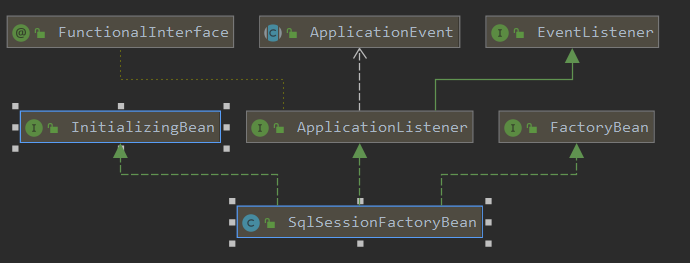 @ FunctionalInterface
C ApplicationEvent
I EventListener
I InitializingBean
I ApplicationListener
I FactoryBean
C SqlSessionFactoryBean